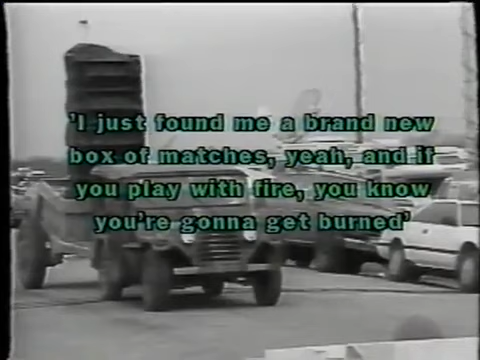 'I just found me a brand new
box of matches, yeah, and if
you play with fire, you know
you're gonna get burned'